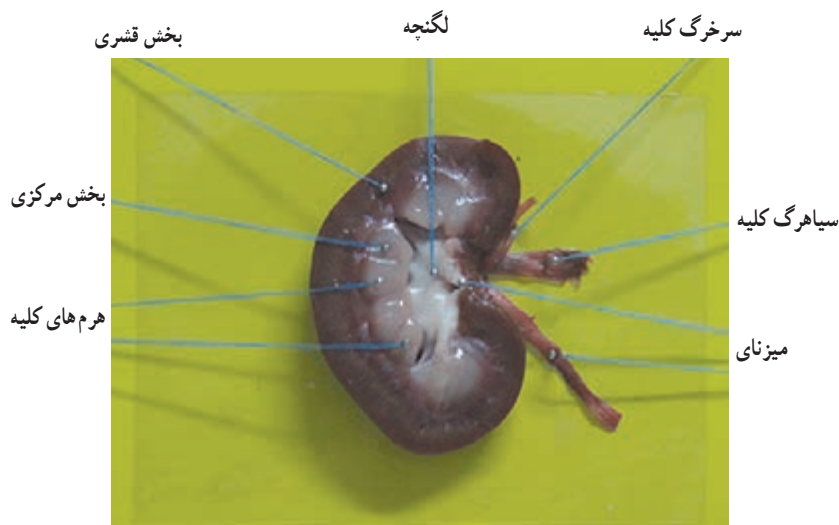 سرخرگ کلیه
لگنچه
بخش قشری
بخش مرکزی
سیاهرگ کلیه
هرم‌های کلیه
میزنای